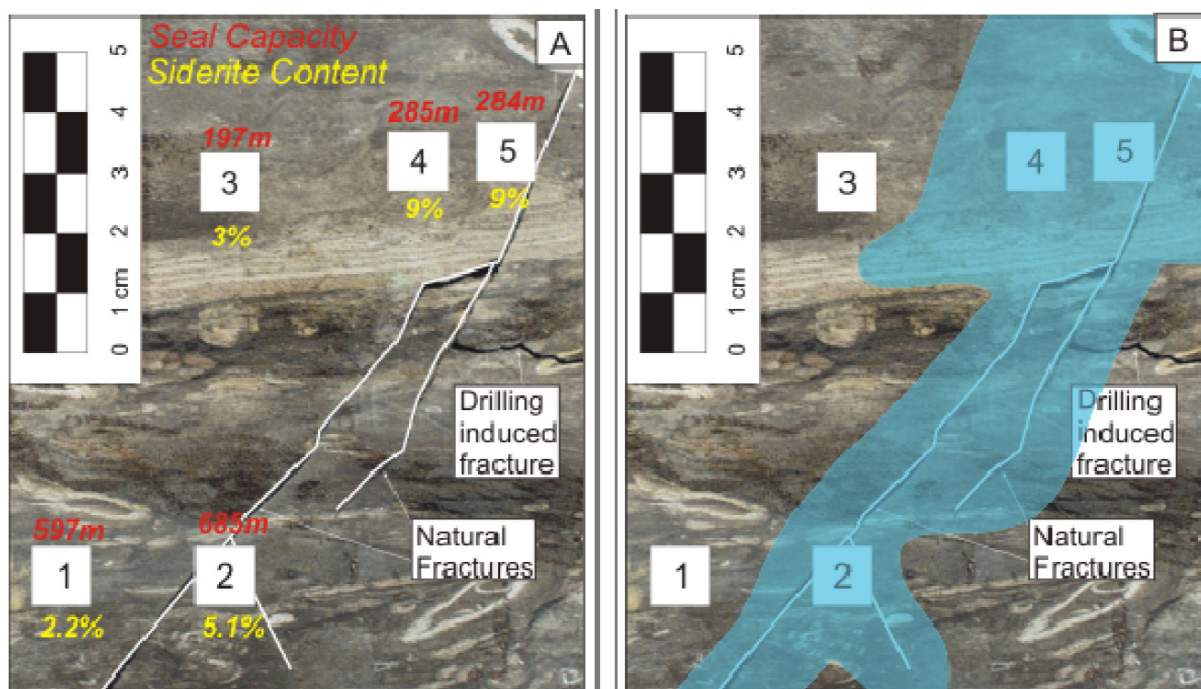 Seal Capacity
Siderite Content
A
5
4
3
2
1 cm
0
197m
3
3%
285m
4
9%
284m
5
9%
Drilling
induced
fracture
Natural
Fractures
597m
1
2.2%
685m
2
5.1%
B
5
4
3
2
1 cm
0
3
4
5
Drilling
induced
fracture
Natural
Fractures
1
2